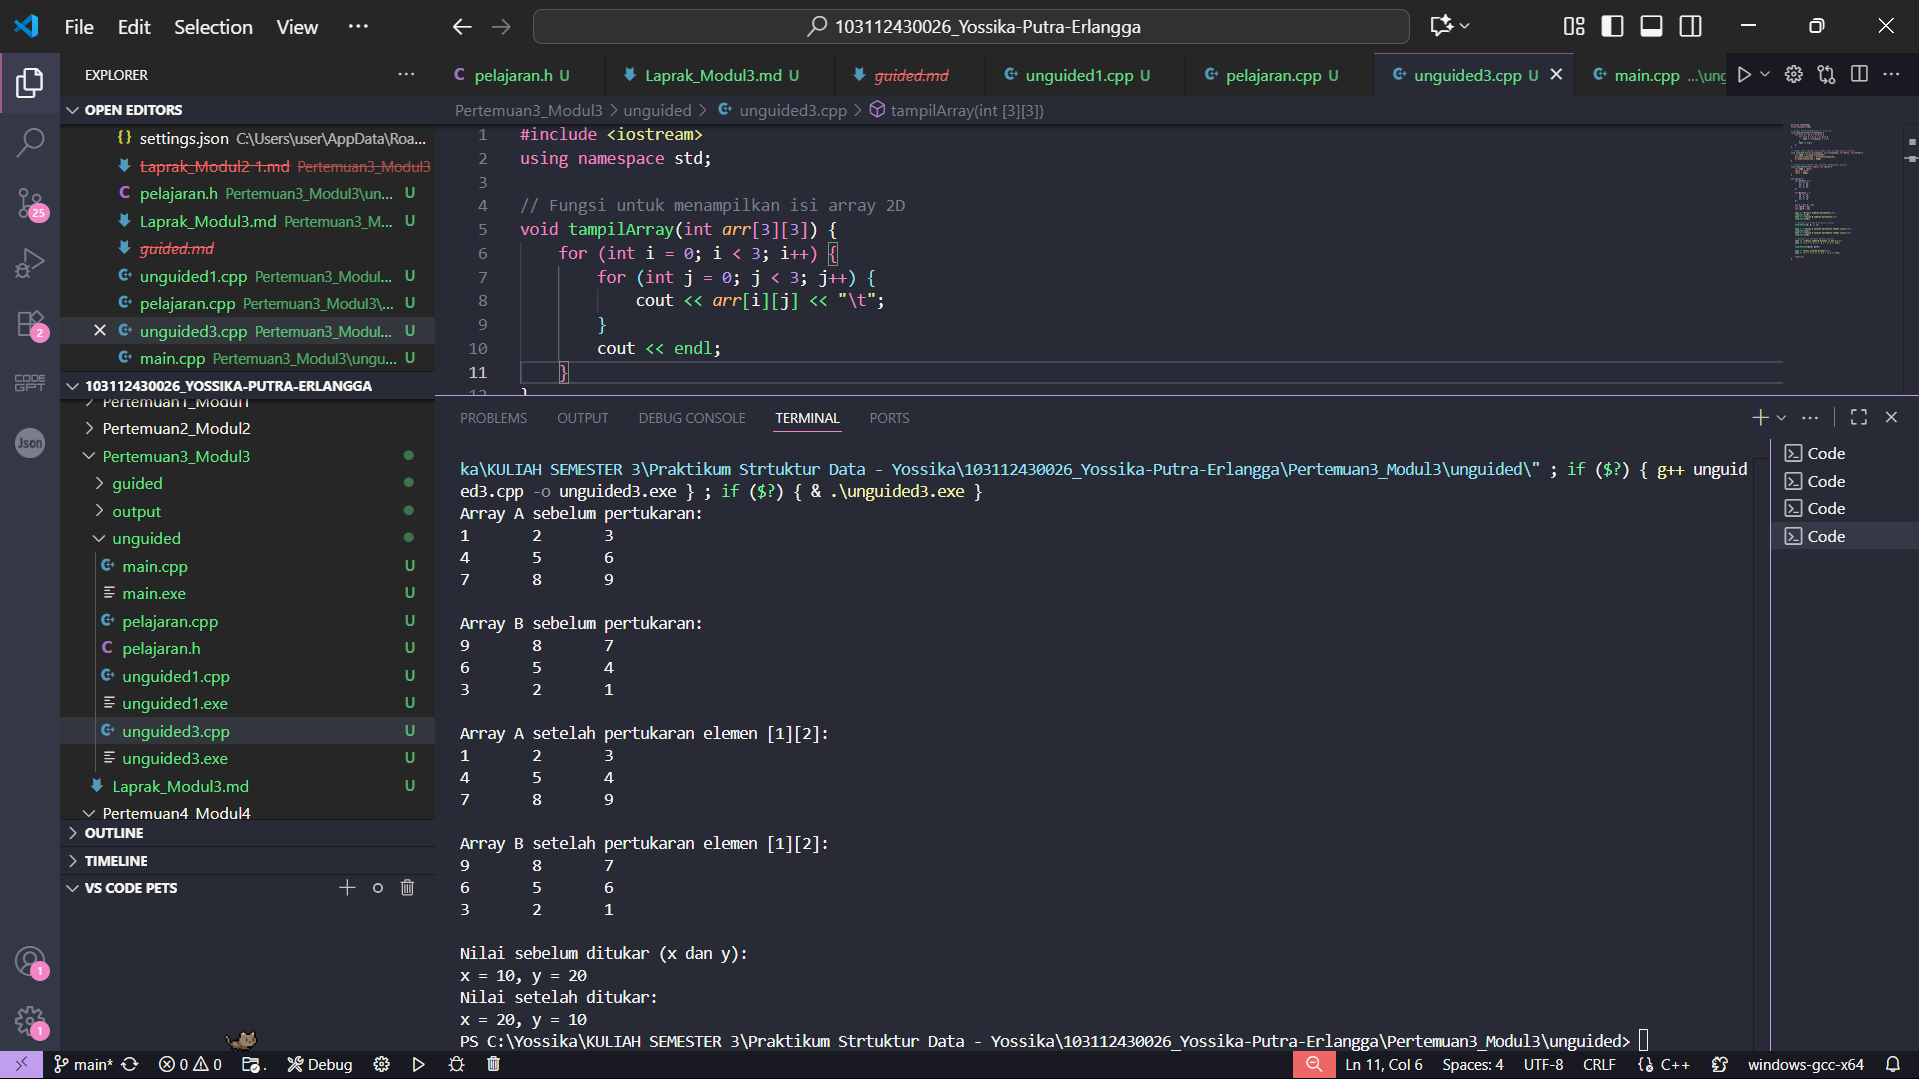 File Edit Selection View ··· 103112430026_Yossika-Putra-Erlangga
EXPLORER
OPEN EDITORS
settings.json C:\Users\user\AppData\Roa...
Laprak_Modul2 1.md Pertemuan3_Modul3
pelajaran.h Pertemuan3_Modul3\un... U
Laprak_Modul3.md Pertemuan3_M... U
guided.md
unguided1.cpp Pertemuan3_Modul... U
pelajaran.cpp Pertemuan3_Modul3\... U
unguided3.cpp Pertemuan3_Modul... U
main.cpp Pertemuan3_Modul3\ungu... U
103112430026_YOSSIKA-PUTRA-ERLANGGA
Pertemuan1_Modul1
Pertemuan2_Modul2
Pertemuan3_Modul3
guided
output
unguided
main.cpp U
main.exe U
pelajaran.cpp U
pelajaran.h U
unguided1.cpp U
unguided1.exe U
unguided3.cpp U
unguided3.exe U
Laprak_Modul3.md U
Pertemuan4_Modul4
OUTLINE
TIMELINE
VS CODE PETS
25
2
CODE GPT
Json
1
1
pelajaran.h U Laprak_Modul3.md U guided.md unguided1.cpp U pelajaran.cpp U unguided3.cpp U main.cpp ...\ung
Pertemuan3_Modul3 > unguided > unguided3.cpp > tampilArray(int [3][3])
1 #include <iostream>
2 using namespace std;
3
4 // Fungsi untuk menampilkan isi array 2D
5 void tampilArray(int arr[3][3]) {
6 for (int i = 0; i < 3; i++) {
7 for (int j = 0; j < 3; j++) {
8 cout << arr[i][j] << "\t";
9 }
10 cout << endl;
11 }
12 }
PROBLEMS OUTPUT DEBUG CONSOLE TERMINAL PORTS
ka\KULIAH SEMESTER 3\Praktikum Strtuktur Data - Yossika\103112430026_Yossika-Putra-Erlangga\Pertemuan3_Modul3\unguided\" ; if ($?) { g++ unguid
ed3.cpp -o unguided3.exe } ; if ($?) { & .\unguided3.exe }
Array A sebelum pertukaran:
1 2 3
4 5 6
7 8 9
Array B sebelum pertukaran:
9 8 7
6 5 4
3 2 1
Array A setelah pertukaran elemen [1][2]:
1 2 3
4 5 4
7 8 9
Array B setelah pertukaran elemen [1][2]:
9 8 7
6 5 6
3 2 1
Nilai sebelum ditukar (x dan y):
x = 10, y = 20
Nilai setelah ditukar:
x = 20, y = 10
PS C:\Yossika\KULIAH SEMESTER 3\Praktikum Strtuktur Data - Yossika\103112430026_Yossika-Putra-Erlangga\Pertemuan3_Modul3\unguided>
Code
Code
Code
Code
main* 0 0 Debug Ln 11, Col 6 Spaces: 4 UTF-8 CRLF {} C++ windows-gcc-x64